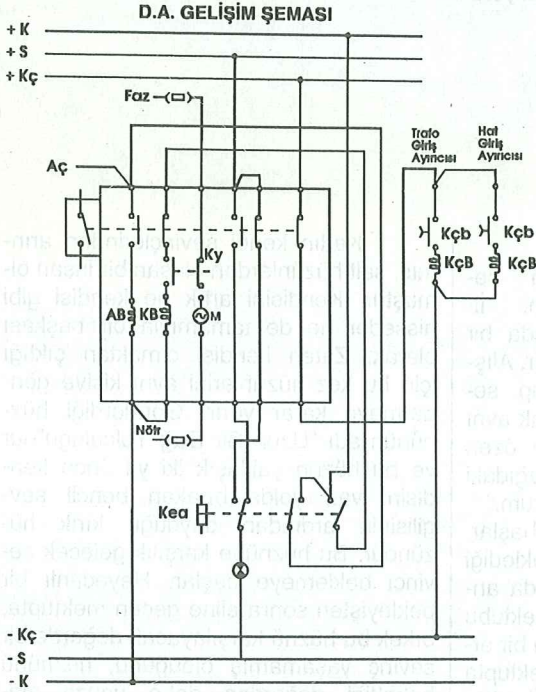 D.A. GELİŞİM ŞEMASI
+ K
+ S
+ Kç
Faz
Trafo Giriş Ayırıcısı
Hat Giriş Ayırıcısı
Aç
Kçb
Kçb
Ky
KçB
KçB
AB
KB
M
Nötr
Kea
- Kç
- S
- K